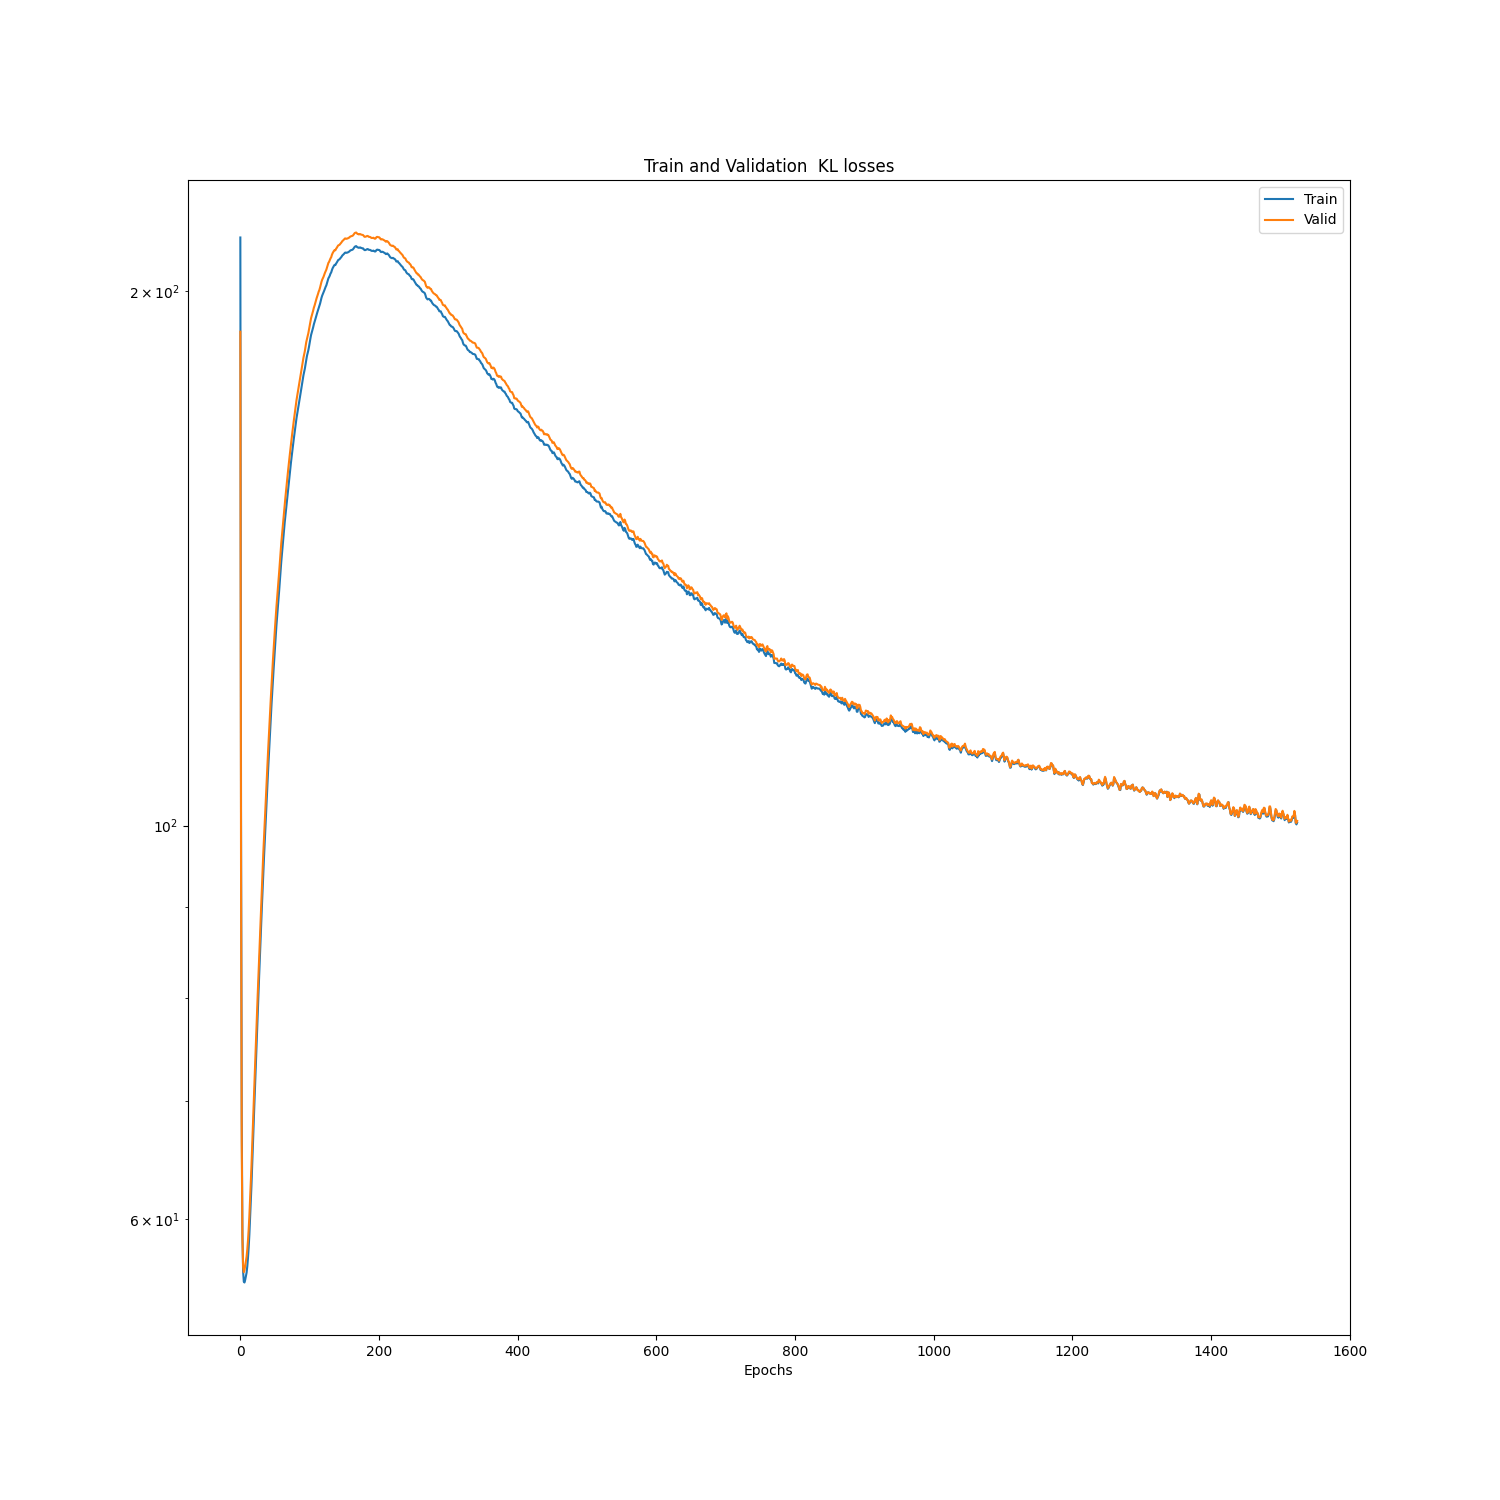 Train and Validation  KL losses
Train
Valid
2 × 10²
10²
6 × 10¹
0 200 400 600 800 1000 1200 1400 1600
Epochs